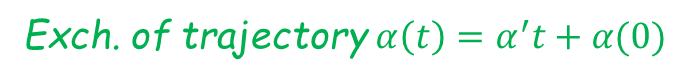 Exch. of trajectory α(t) = α't + α(0)